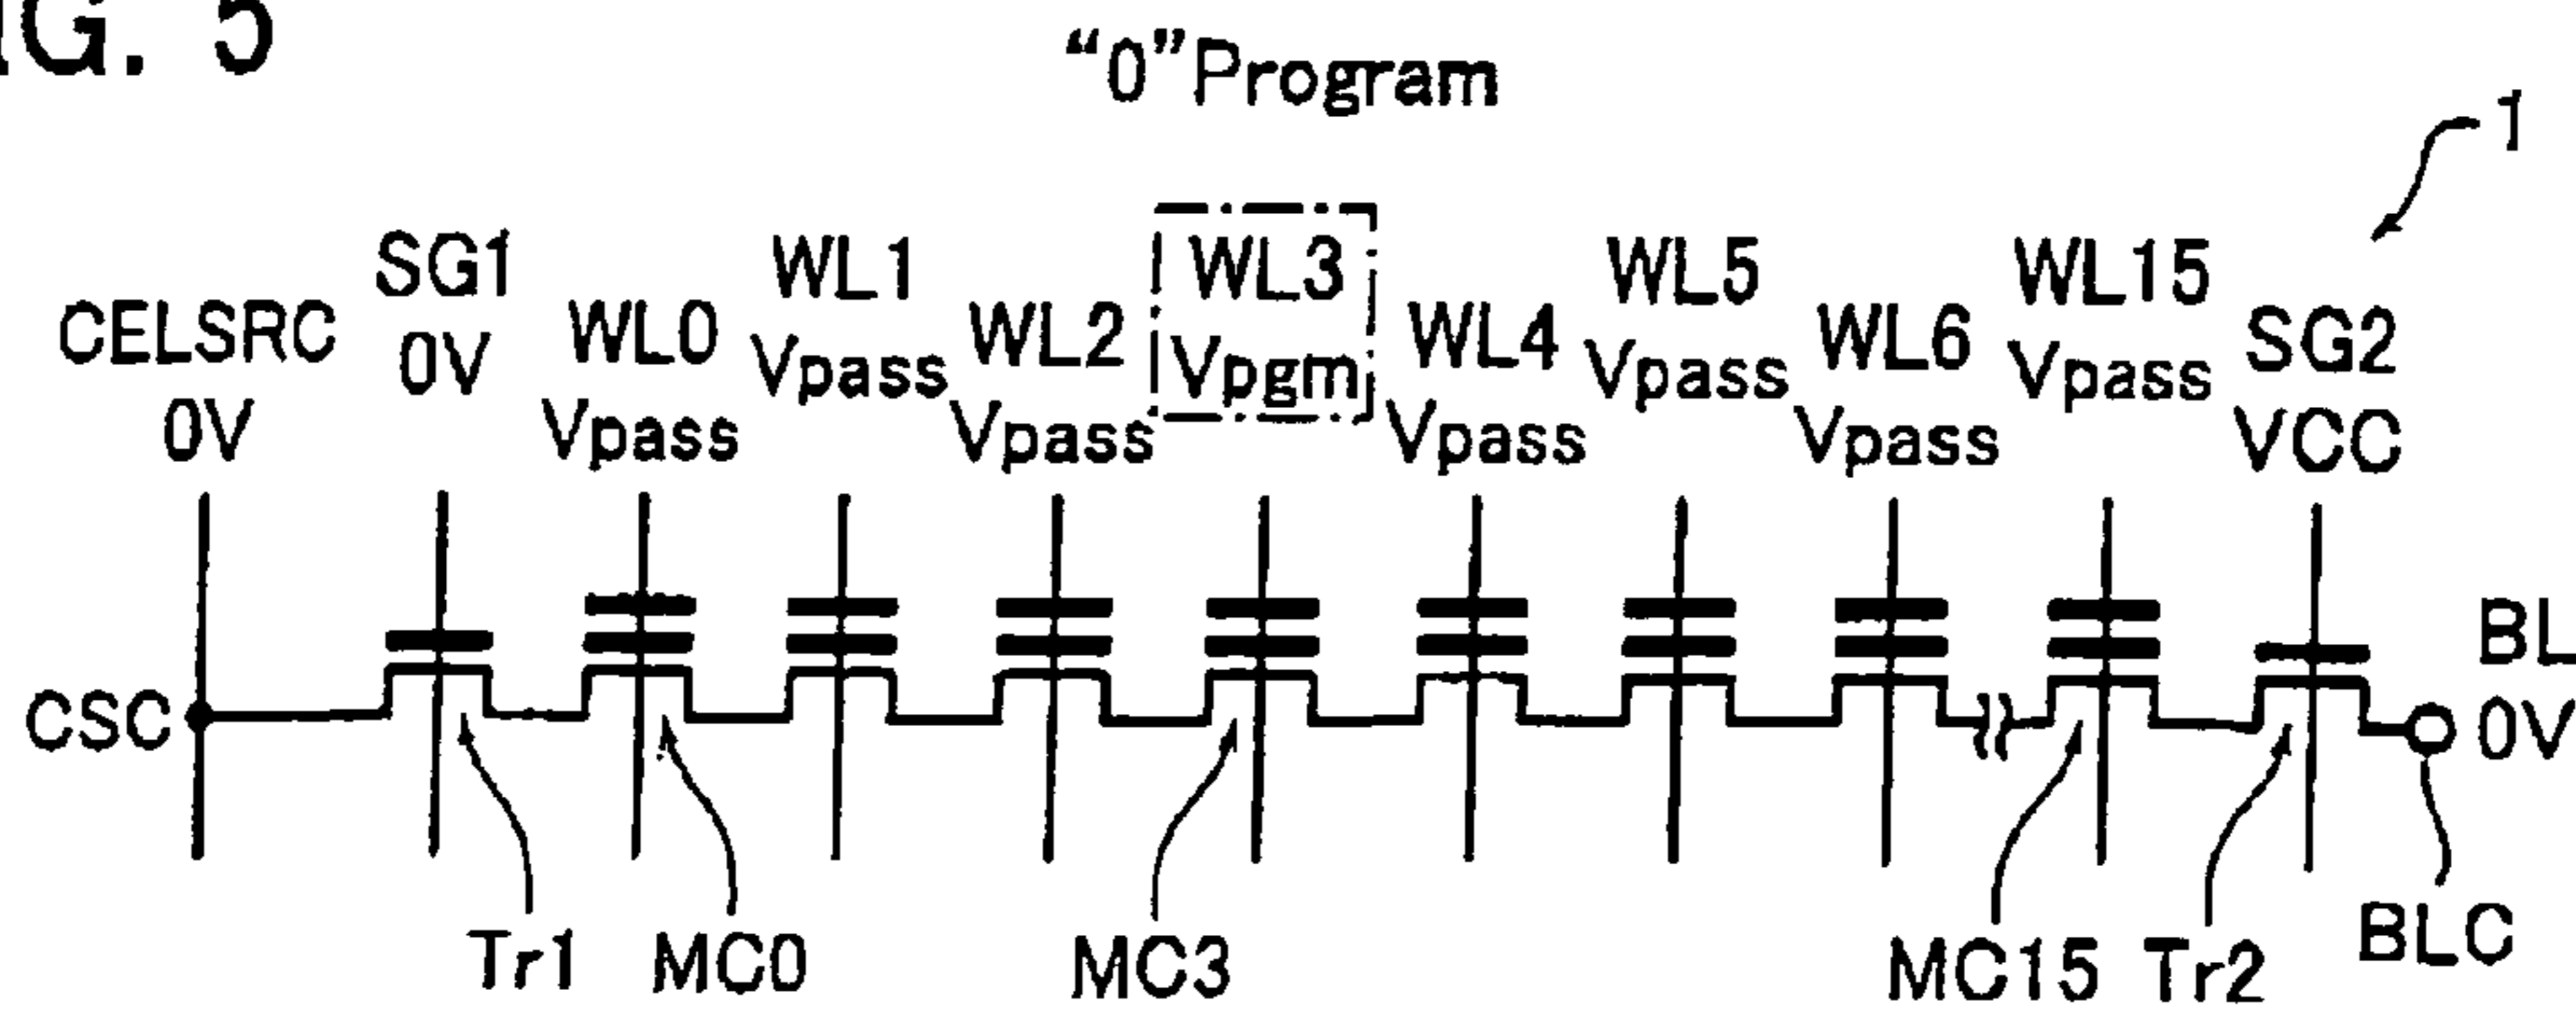 G. 5
“0”Program
1
CELSRC
0V
SG1
0V
WL0
Vpass
WL1
Vpass
WL2
Vpass
WL3
Vpgm
WL4
Vpass
WL5
Vpass
WL6
Vpass
WL15
Vpass
SG2
VCC
BL
0V
CSC
Tr1
MC0
MC3
MC15
Tr2
BLC